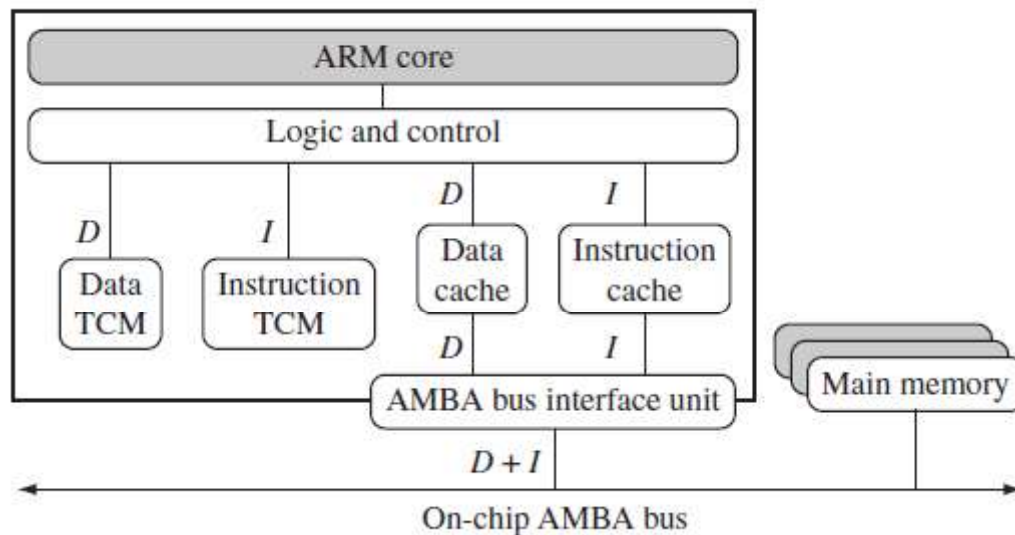 ARM core
Logic and control
D
I
D
I
Data
TCM
Instruction
TCM
Data
cache
Instruction
cache
D
I
Main memory
AMBA bus interface unit
D + I
On-chip AMBA bus